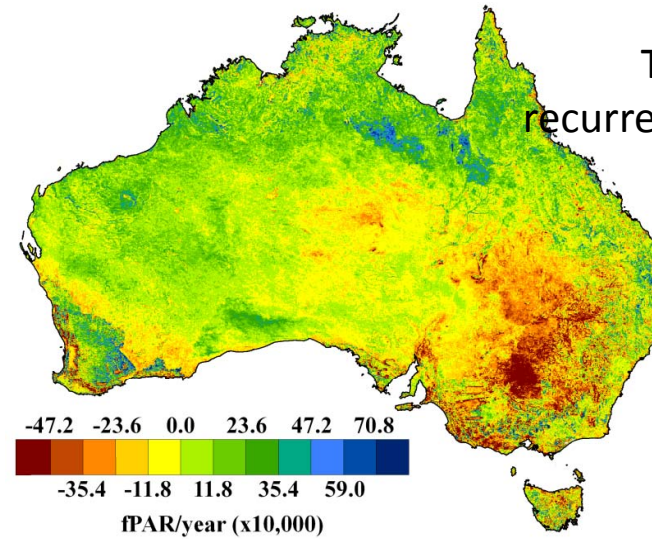 T
recurre
-47.2 -23.6 0.0 23.6 47.2 70.8
-35.4 -11.8 11.8 35.4 59.0
fPAR/year (x10,000)